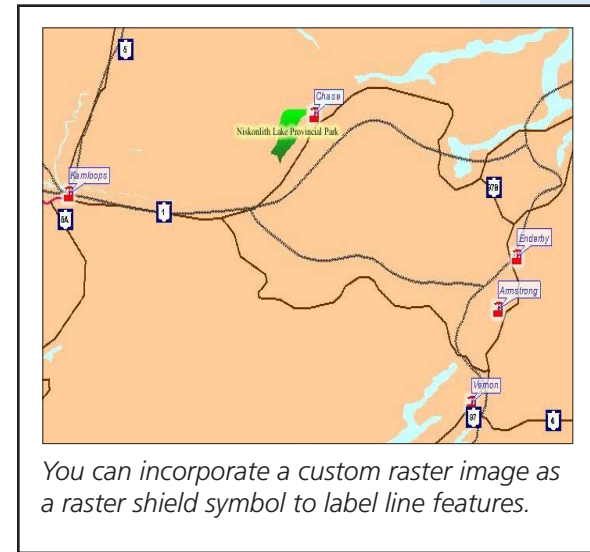 5
Chase
Niskonlith Lake Provincial Park
Kamloops
5A
1
97B
Enderby
Armstrong
Vernon
97
4
You can incorporate a custom raster image as
a raster shield symbol to label line features.